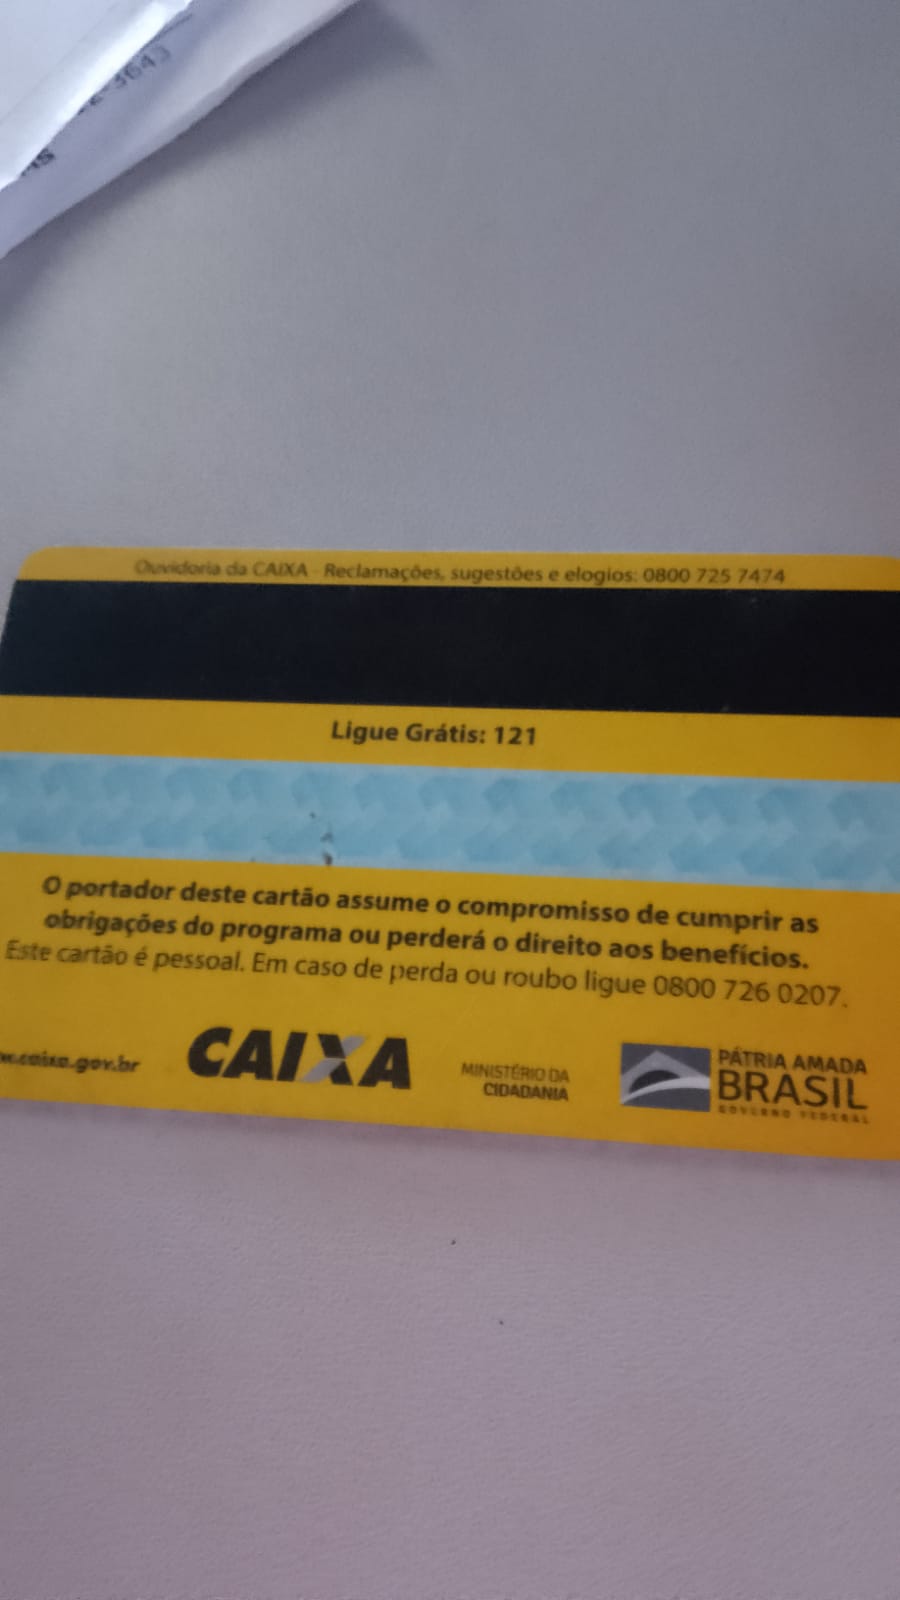 3643
Ouvidoria da CAIXA - Reclamações, sugestões e elogios: 0800 725 7474
Ligue Grátis: 121
O portador deste cartão assume o compromisso de cumprir as
obrigações do programa ou perderá o direito aos benefícios.
Este cartão é pessoal. Em caso de perda ou roubo ligue 0800 726 0207.
.caixa.gov.br
CAIXA
MINISTÉRIO DA
CIDADANIA
PÁTRIA AMADA
BRASIL
GOVERNO FEDERAL